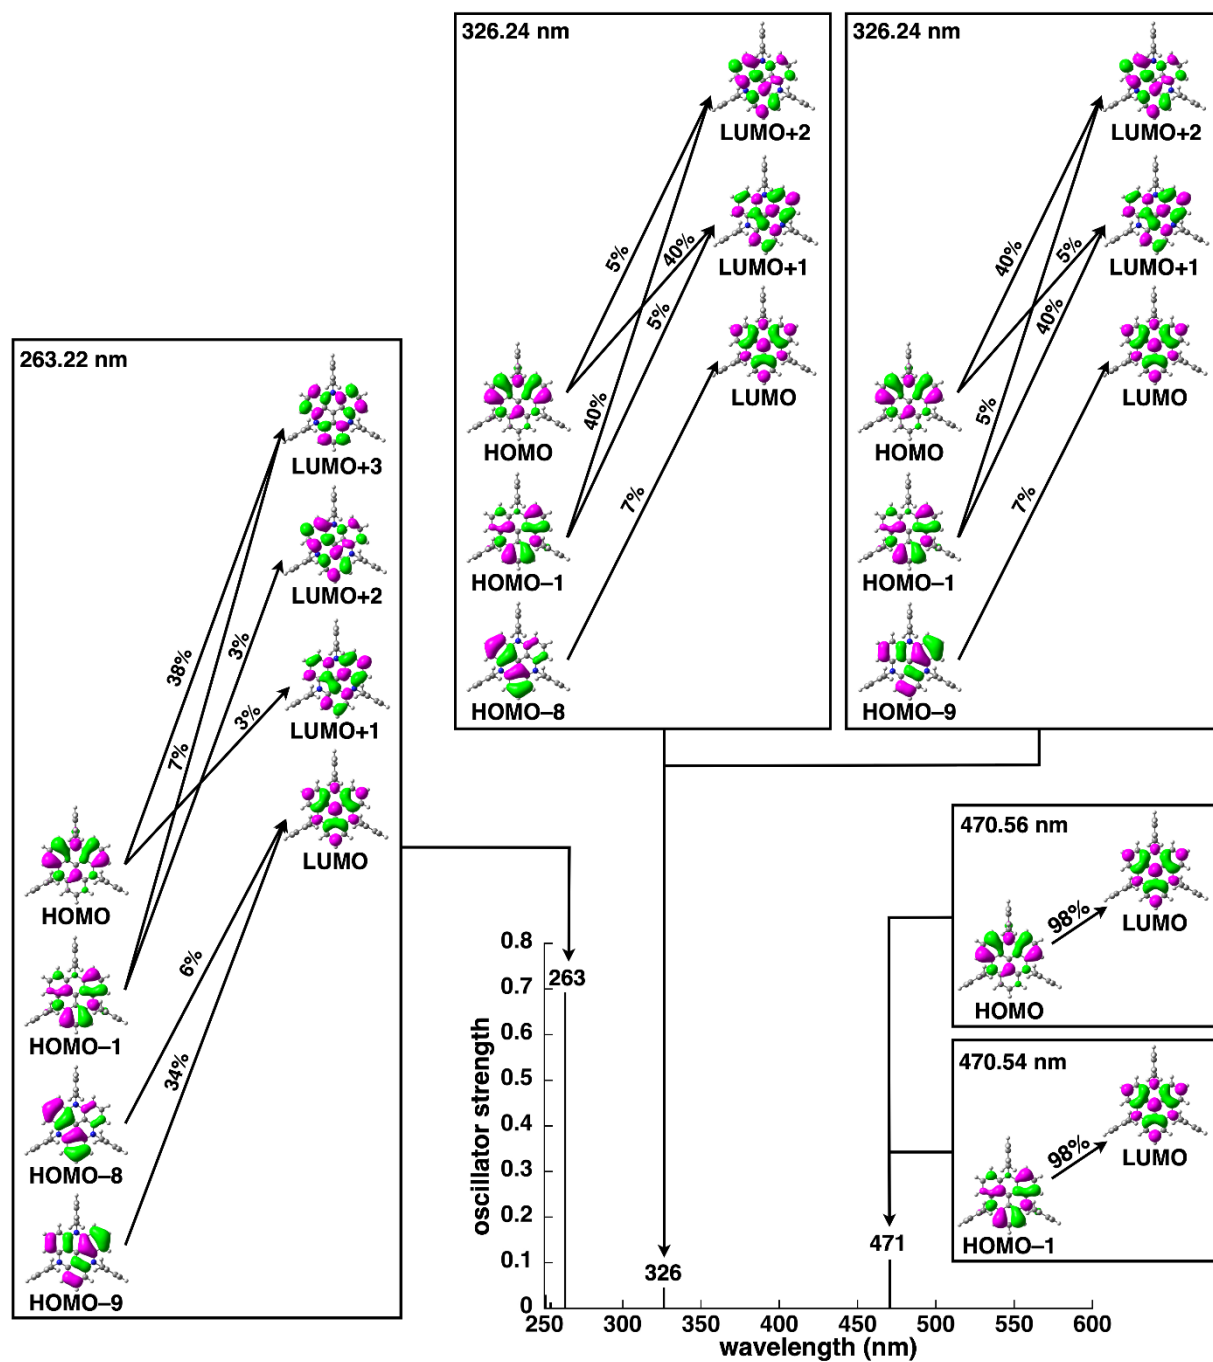 326.24 nm
LUMO+2
LUMO+1
LUMO
5%
40%
5%
40%
7%
HOMO
HOMO–1
HOMO–8
326.24 nm
LUMO+2
LUMO+1
LUMO
40%
5%
40%
5%
7%
HOMO
HOMO–1
HOMO–9
263.22 nm
LUMO+3
LUMO+2
LUMO+1
LUMO
38%
3%
3%
7%
6%
34%
HOMO
HOMO–1
HOMO–8
HOMO–9
470.56 nm
LUMO
98%
HOMO
470.54 nm
LUMO
98%
HOMO–1
oscillator strength
0.8
0.7
0.6
0.5
0.4
0.3
0.2
0.1
0
263
326
471
250 300 350 400 450 500 550 600
wavelength (nm)